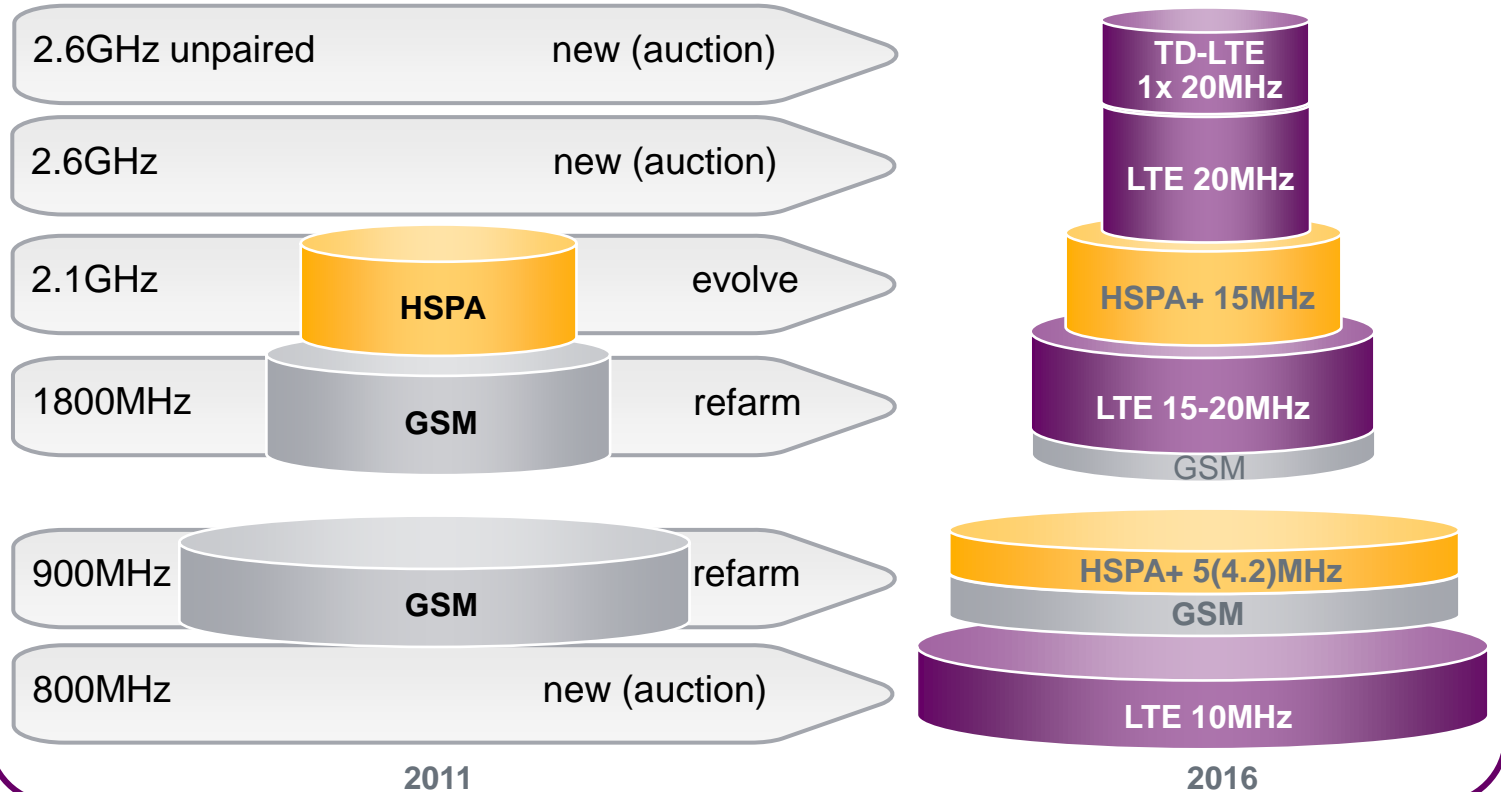 2.6GHz unpaired new (auction)
TD-LTE
1x 20MHz
2.6GHz new (auction)
LTE 20MHz
2.1GHz evolve
HSPA
HSPA+ 15MHz
1800MHz refarm
GSM
LTE 15-20MHz
GSM
900MHz refarm
GSM
HSPA+ 5(4.2)MHz
GSM
800MHz new (auction)
LTE 10MHz
2011
2016